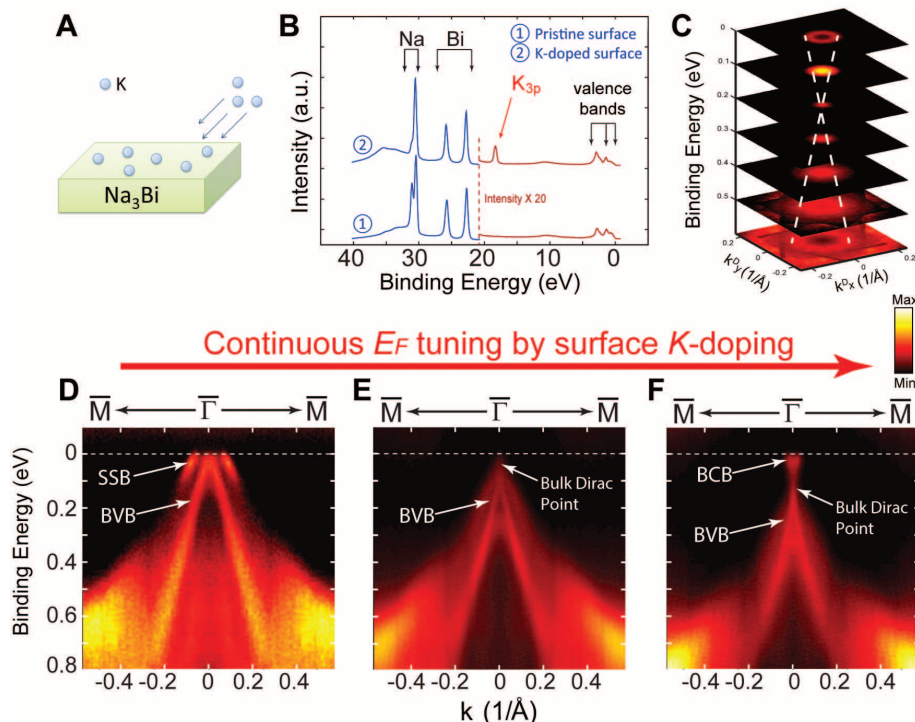 A
K
Na3Bi
B
Na Bi
① Pristine surface
② K-doped surface
K3p
valence
bands
②
Intensity X 20
①
Intensity (a.u.)
40 30 20 10 0
Binding Energy (eV)
C
0
0.1
0.2
0.3
0.4
0.5
Binding Energy (eV)
0.2
0
-0.2
kDy (1/Å)
-0.2
0
0.2
kDx (1/Å)
Max
Min
Continuous EF tuning by surface K-doping
D
M̅ Γ̅ M̅
SSB
BVB
0
0.2
0.4
0.6
0.8
Binding Energy (eV)
-0.4 -0.2 0 0.2 0.4
E
M̅ Γ̅ M̅
Bulk Dirac
Point
BVB
-0.4 -0.2 0 0.2 0.4
k (1/Å)
F
M̅ Γ̅ M̅
BCB
Bulk Dirac
Point
BVB
-0.4 -0.2 0 0.2 0.4